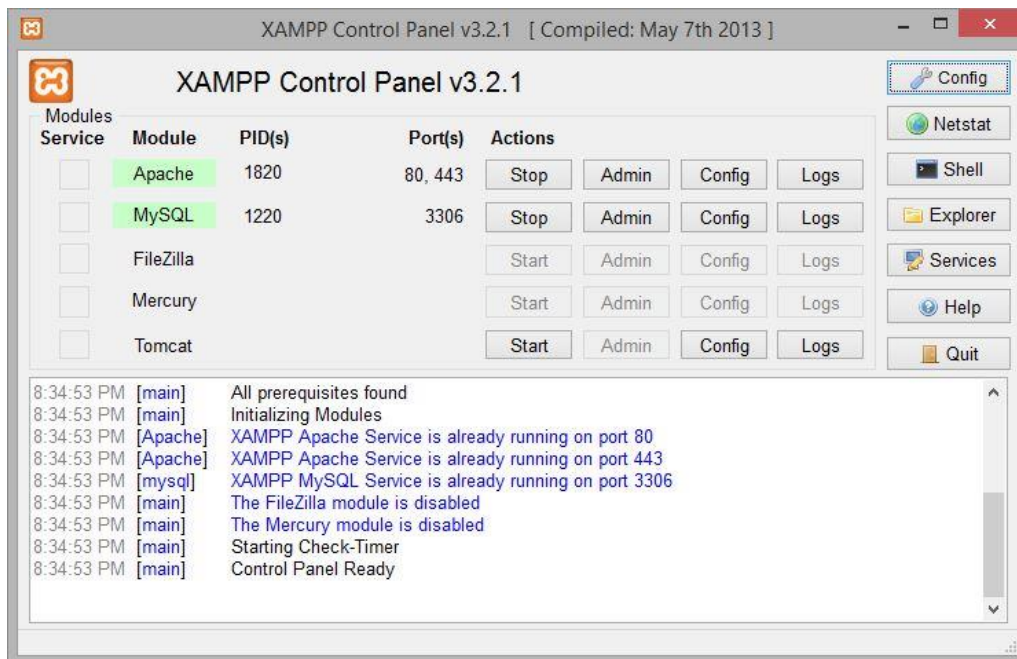 XAMPP Control Panel v3.2.1 [ Compiled: May 7th 2013 ]
XAMPP Control Panel v3.2.1
Config
Modules
Service Module PID(s) Port(s) Actions
Netstat
Apache 1820 80, 443 Stop Admin Config Logs
Shell
MySQL 1220 3306 Stop Admin Config Logs
Explorer
FileZilla Start Admin Config Logs
Services
Mercury Start Admin Config Logs
Help
Tomcat Start Admin Config Logs
Quit
8:34:53 PM [main] All prerequisites found
8:34:53 PM [main] Initializing Modules
8:34:53 PM [Apache] XAMPP Apache Service is already running on port 80
8:34:53 PM [Apache] XAMPP Apache Service is already running on port 443
8:34:53 PM [mysql] XAMPP MySQL Service is already running on port 3306
8:34:53 PM [main] The FileZilla module is disabled
8:34:53 PM [main] The Mercury module is disabled
8:34:53 PM [main] Starting Check-Timer
8:34:53 PM [main] Control Panel Ready